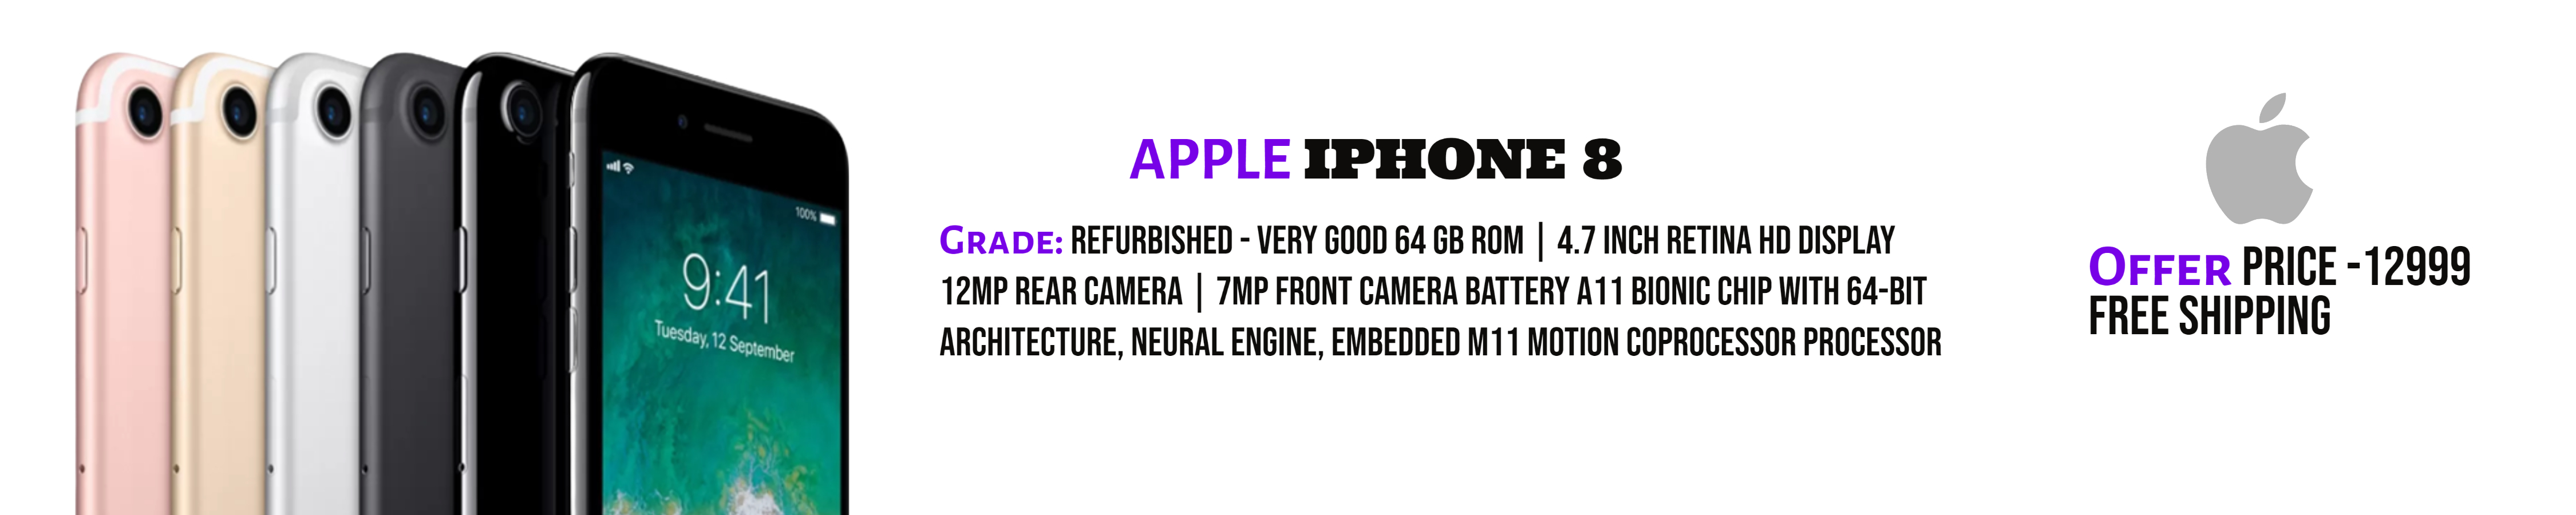 100%
9:41
Tuesday, 12 September
APPLE IPHONE 8
GRADE: REFURBISHED - VERY GOOD 64 GB ROM | 4.7 INCH RETINA HD DISPLAY
12MP REAR CAMERA | 7MP FRONT CAMERA BATTERY A11 BIONIC CHIP WITH 64-BIT
ARCHITECTURE, NEURAL ENGINE, EMBEDDED M11 MOTION COPROCESSOR PROCESSOR
OFFER PRICE -12999
FREE SHIPPING